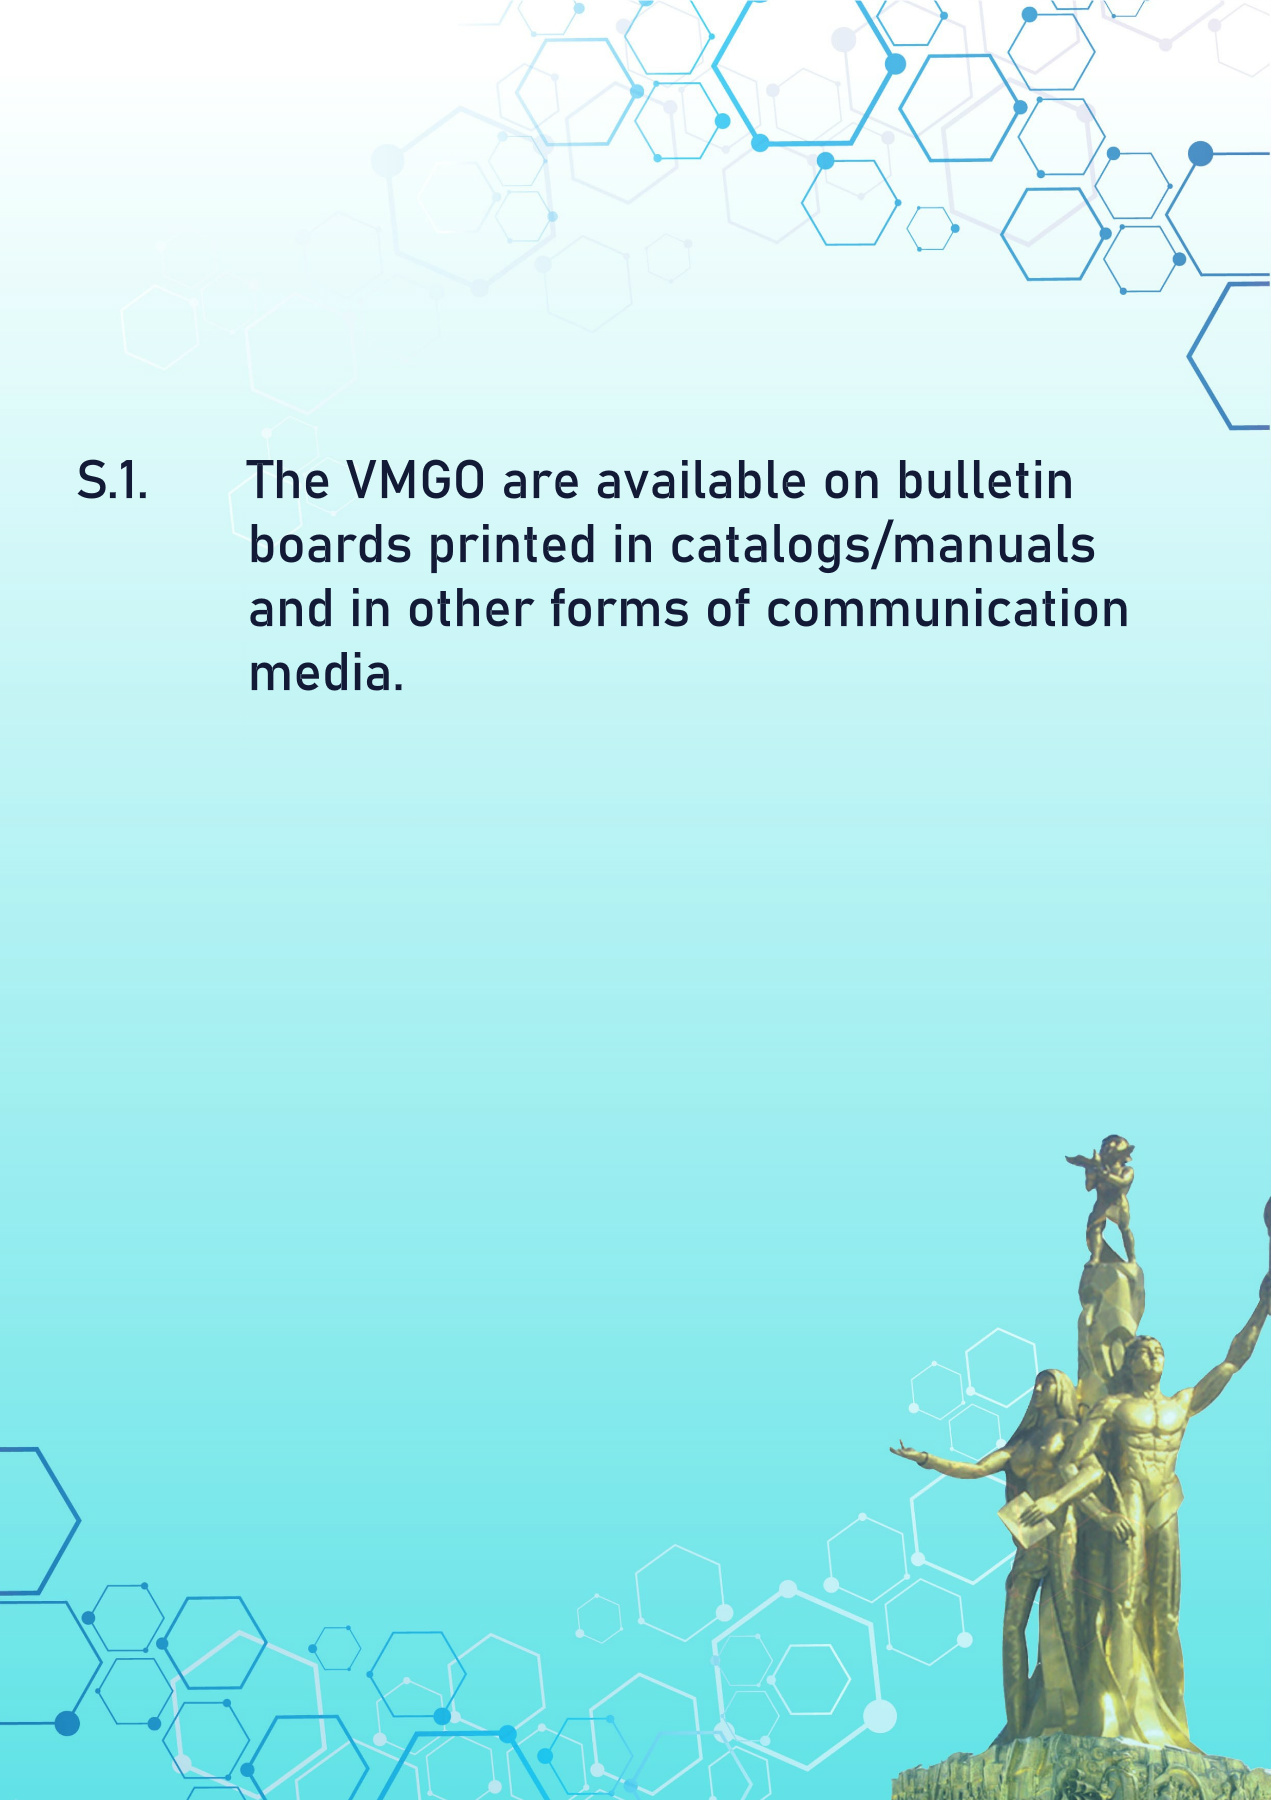 S.1. The VMGO are available on bulletin
boards printed in catalogs/manuals
and in other forms of communication
media.